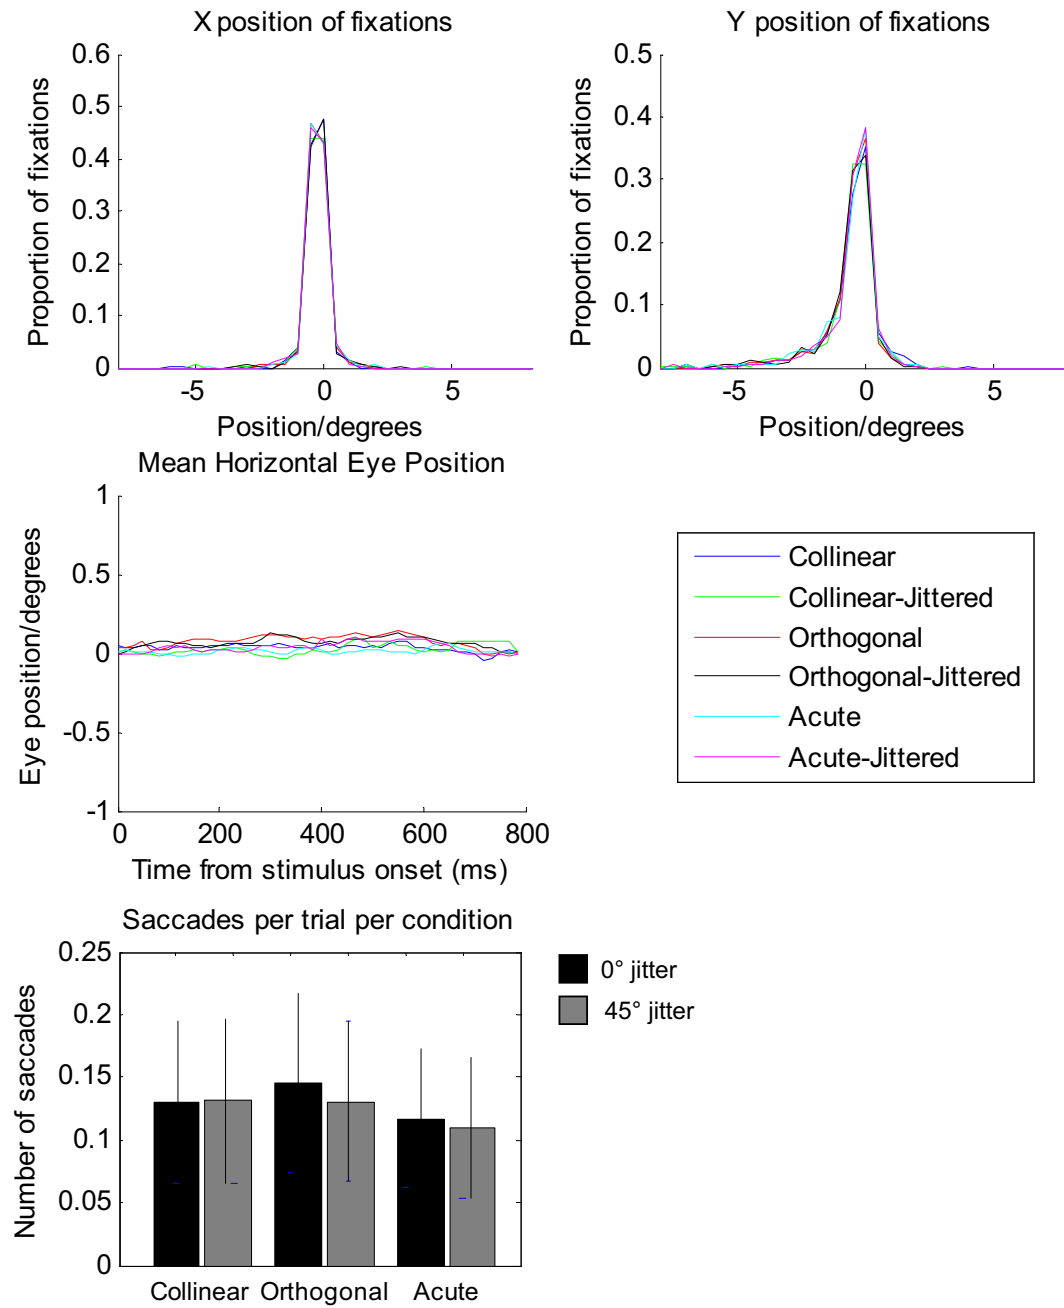 X position of fixations
0.6
0.5
0.4
0.3
0.2
0.1
0
-5 0 5
Proportion of fixations
Position/degrees
Y position of fixations
0.5
0.4
0.3
0.2
0.1
0
-5 0 5
Proportion of fixations
Position/degrees
Mean Horizontal Eye Position
1
0.5
0
-0.5
-1
0 200 400 600 800
Eye position/degrees
Time from stimulus onset (ms)
Collinear
Collinear-Jittered
Orthogonal
Orthogonal-Jittered
Acute
Acute-Jittered
Saccades per trial per condition
0.25
0.2
0.15
0.1
0.05
0
Number of saccades
Collinear Orthogonal Acute
0° jitter
45° jitter